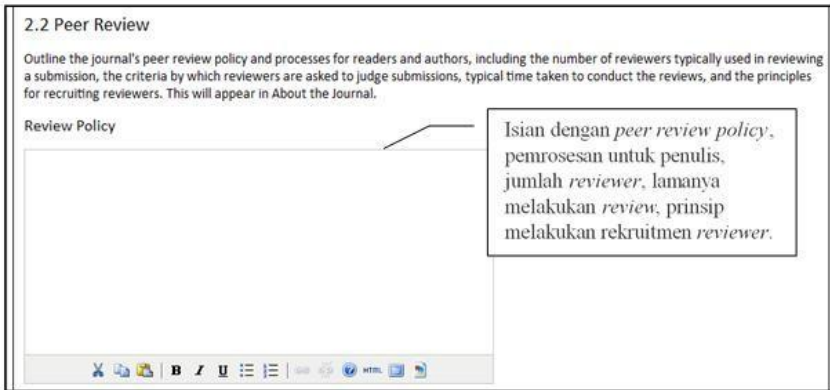 2.2 Peer Review
Outline the journal's peer review policy and processes for readers and authors, including the number of reviewers typically used in reviewing
a submission, the criteria by which reviewers are asked to judge submissions, typical time taken to conduct the reviews, and the principles
for recruiting reviewers. This will appear in About the Journal.
Review Policy
Isian dengan peer review policy,
pemrosesan untuk penulis,
jumlah reviewer, lamanya
melakukan review, prinsip
melakukan rekruitmen reviewer.
B I U HTML